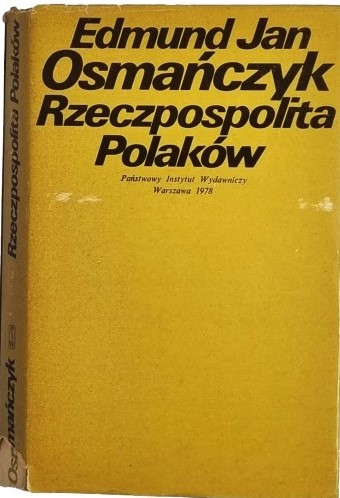 Edmund Jan
Osmańczyk
Rzeczpospolita
Polaków
Państwowy Instytut Wydawniczy
Warszawa 1978
Osmańczyk
Rzeczpospolita Polaków